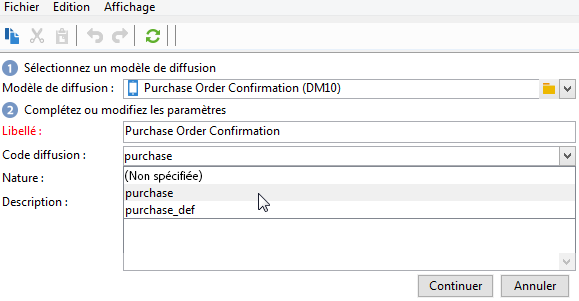 Fichier Edition Affichage
1 Sélectionnez un modèle de diffusion
Modèle de diffusion : Purchase Order Confirmation (DM10)
2 Complétez ou modifiez les paramètres
Libellé : Purchase Order Confirmation
Code diffusion : purchase
Nature : (Non spécifiée)
purchase
Description : purchase_def
Continuer Annuler